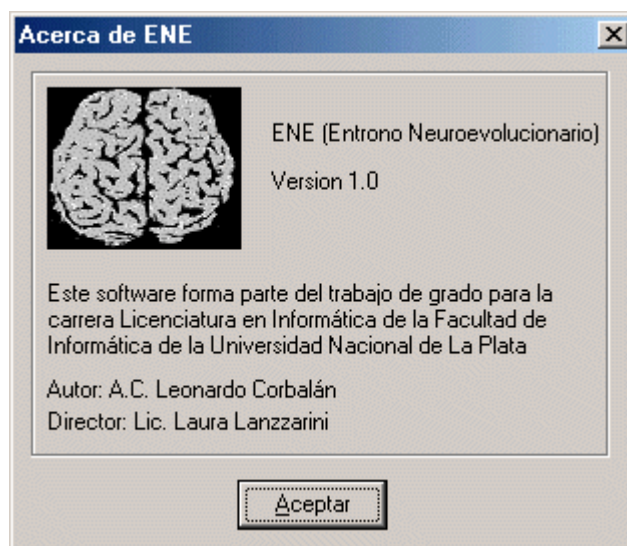 Acerca de ENE
ENE (Entrono Neuroevolucionario)
Version 1.0
Este software forma parte del trabajo de grado para la
carrera Licenciatura en Informática de la Facultad de
Informática de la Universidad Nacional de La Plata
Autor: A.C. Leonardo Corbalán
Director: Lic. Laura Lanzzarini
Aceptar